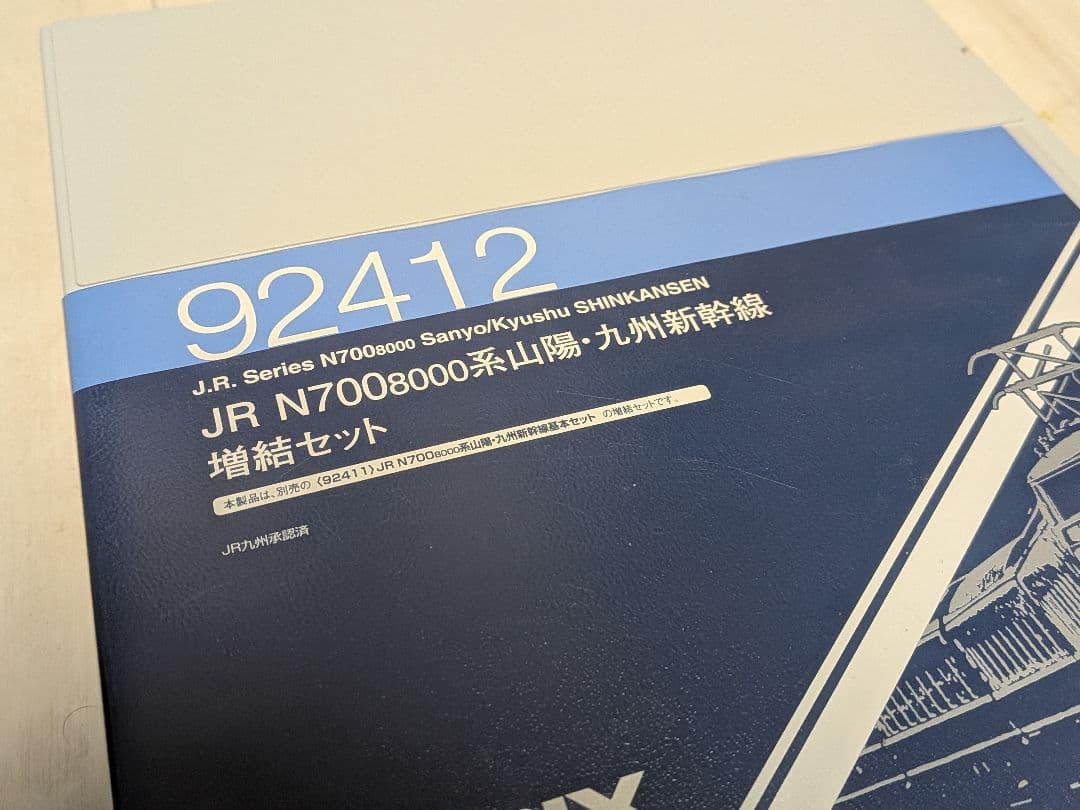 92412
J.R. Series N7008000 Sanyo/Kyushu SHINKANSEN
JR N7008000系山陽・九州新幹線
増結セット
本製品は、別売の〈92411〉JR N7008000系山陽・九州新幹線基本セット の増結セットです。
JR九州承認済